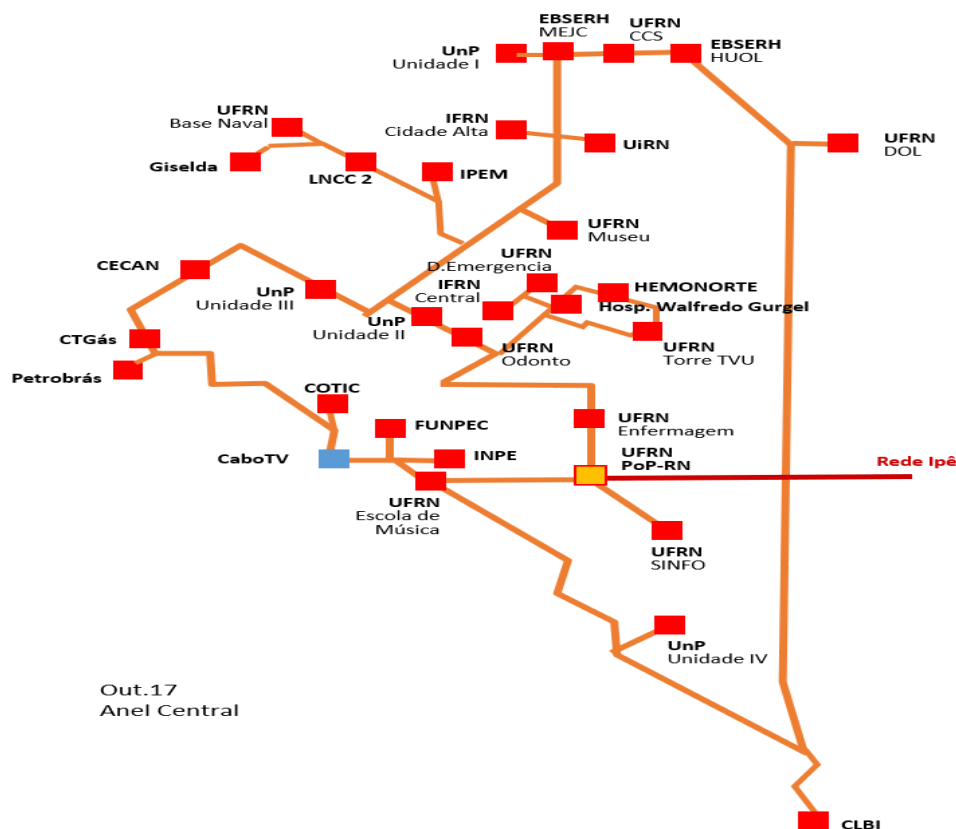 EBSERH
MEJC
UFRN
CCS
EBSERH
HUOL
UnP
Unidade I
UFRN
Base Naval
IFRN
Cidade Alta
UiRN
UFRN
DOL
Giselda
LNCC 2
IPEM
UFRN
Museu
CECAN
UFRN
D.Emergencia
UnP
Unidade III
IFRN
Central
HEMONORTE
Hosp. Walfredo Gurgel
UnP
Unidade II
CTGás
UFRN
Odonto
UFRN
Torre TVU
Petrobrás
COTIC
FUNPEC
UFRN
Enfermagem
CaboTV
INPE
UFRN
PoP-RN
Rede Ipê
UFRN
Escola de
Música
UFRN
SINFO
UnP
Unidade IV
Out.17
Anel Central
CLBI